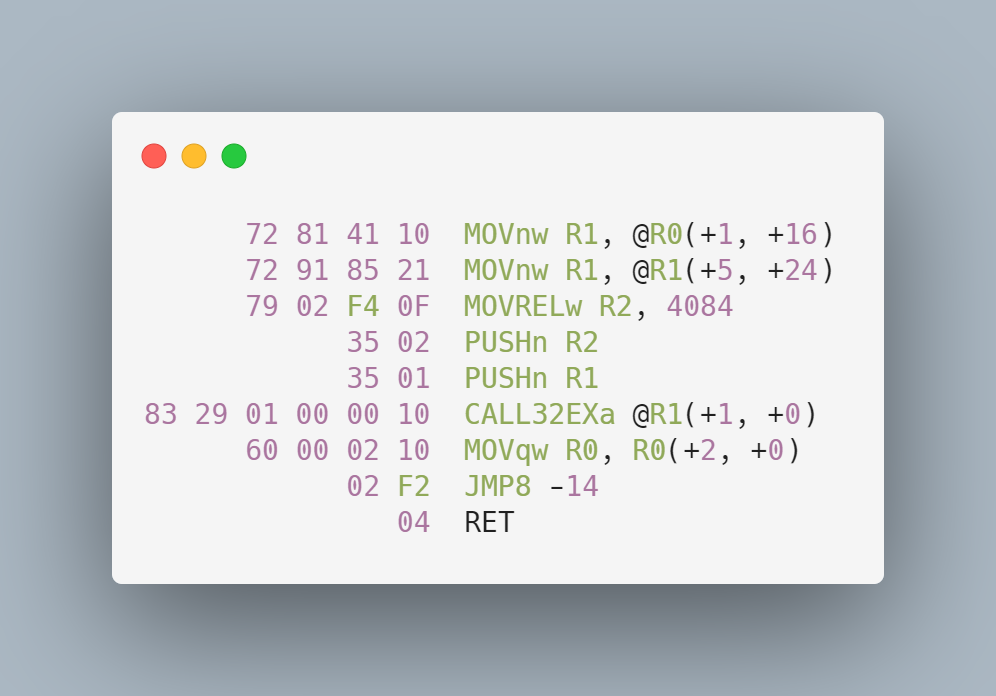 72 81 41 10  MOVnw R1, @R0(+1, +16)
72 91 85 21  MOVnw R1, @R1(+5, +24)
79 02 F4 0F  MOVRELw R2, 4084
35 02  PUSHn R2
35 01  PUSHn R1
83 29 01 00 00 10  CALL32EXa @R1(+1, +0)
60 00 02 10  MOVqw R0, R0(+2, +0)
02 F2  JMP8 -14
04  RET